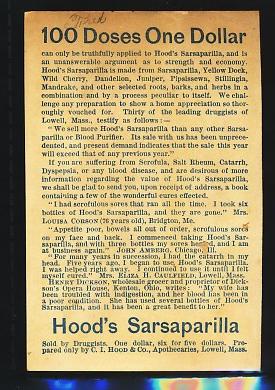 100 Doses One Dollar
can only be truthfully applied to Hood's Sarsaparilla, and is
an unanswerable argument as to strength and economy.
Hood's Sarsaparilla is made from Sarsaparilla, Yellow Dock,
Wild Cherry, Dandelion, Juniper, Pipsissewa, Stillingia,
Mandrake, and other selected roots, barks, and herbs in a
combination and by a process peculiar to itself. We chal-
lenge any preparation to show a home appreciation so thor-
oughly vouched for. Thirty of the leading druggists of
Lowell, Mass., testify as follows:—
"We sell more Hood's Sarsaparilla than any other Sarsa-
parilla or Blood Purifier. Its sale with us has been unprece-
dented, and present demand indicates that the sale this year
will exceed that of any previous year."
If you are suffering from Scrofula, Salt Rheum, Catarrh,
Dyspepsia, or any blood disease, and are desirous of more
information regarding the value of Hood's Sarsaparilla,
we shall be glad to send you, upon receipt of address, a book
containing a few of the wonderful cures effected.
"I had scrofulous sores that ran all the time. I took six
bottles of Hood's Sarsaparilla, and they are gone." Mrs.
LOUISA CORSON (76 years old), Bridgton, Me.
"Appetite poor, bowels all out of order, scrofulous sores
on my face and back. I commenced taking Hood's Sar-
saparilla, and with three bottles my sores healed, and I am
at business again." JOHN AMBERG, Chicago, Ill.
"For many years in succession, I had the catarrh in my
head. Five years ago, I began to use Hood's Sarsaparilla.
I was helped right away. I continued to use it until I felt
myself cured." Mrs. ELIZA H. CAULFIELD, Lowell, Mass.
HENRY DICKSON, wholesale grocer and proprietor of Dick-
son's Opera House, Kenton, Ohio, writes: "My wife has
been troubled with indigestion, and her blood has been in
a poor condition. She has used several bottles of Hood's
Sarsaparilla, and it has been a great benefit to her."
Hood's Sarsaparilla
Sold by Druggists. One dollar, six for five dollars. Pre-
pared only by C. I. HOOD & CO., Apothecaries, Lowell, Mass.